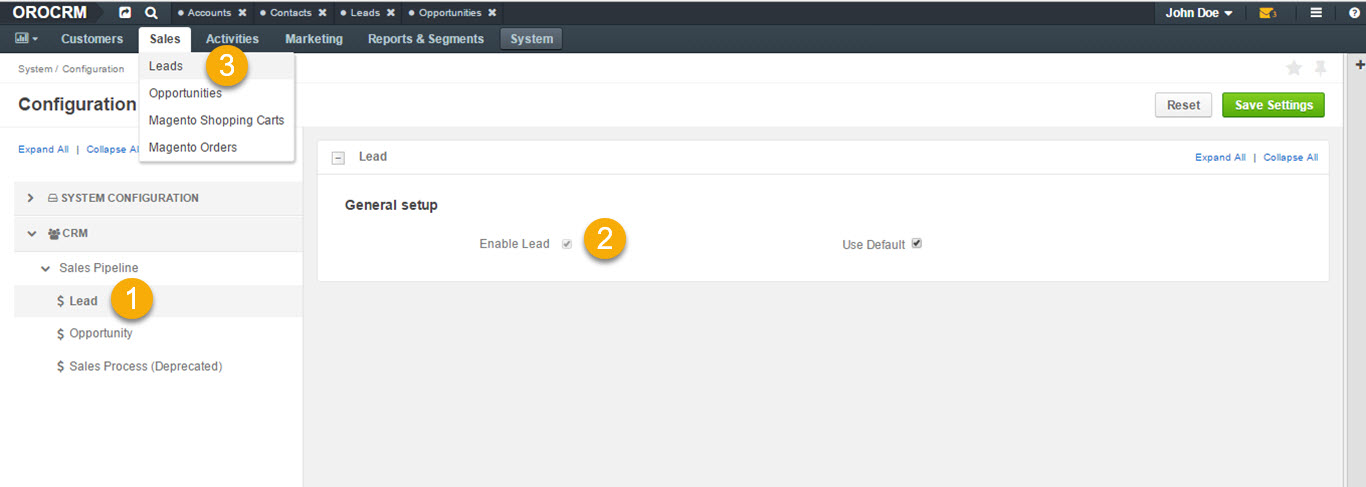 OROCRM Accounts Contacts Leads Opportunities John Doe 3
Customers Sales Activities Marketing Reports & Segments System
System / Configuration
Leads 3
Opportunities
Magento Shopping Carts
Magento Orders
Configuration Reset Save Settings
Expand All | Collapse Al
Lead Expand All | Collapse All
SYSTEM CONFIGURATION
General setup
CRM
Enable Lead 2 Use Default
Sales Pipeline
$ Lead 1
$ Opportunity
$ Sales Process (Deprecated)